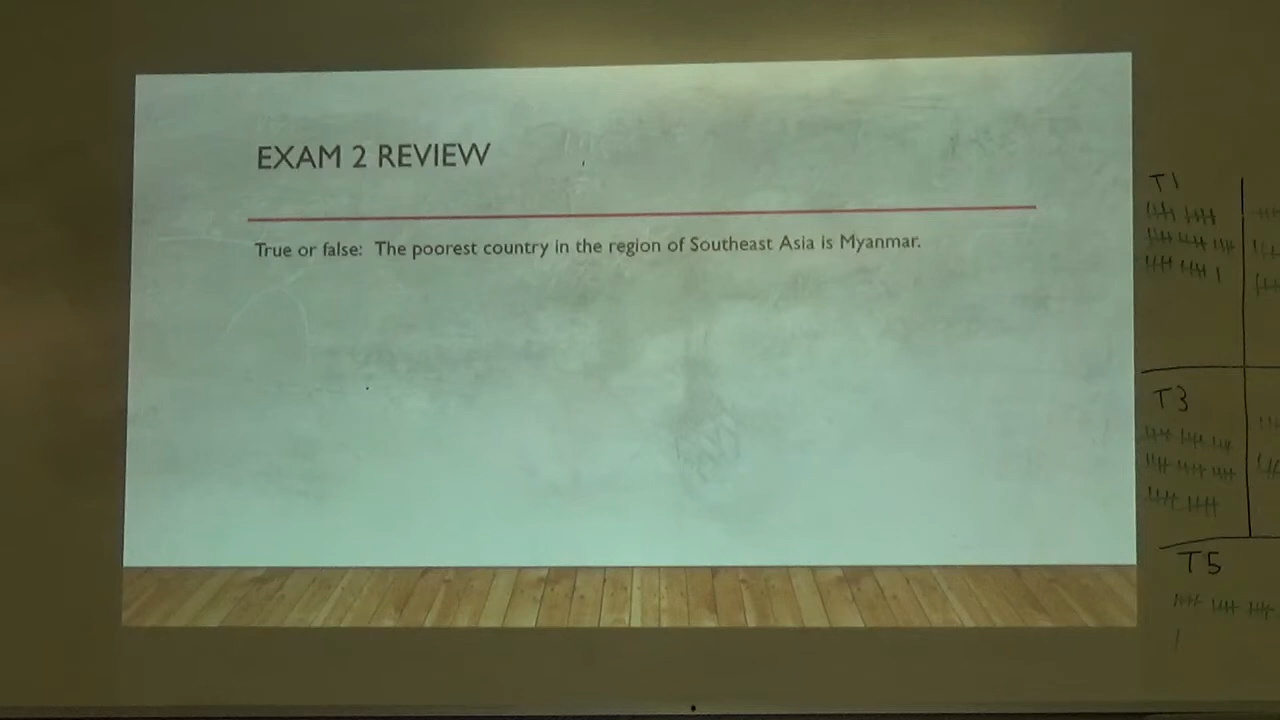 EXAM 2 REVIEW
True or false: The poorest country in the region of Southeast Asia is Myanmar.
T1
T3
T5